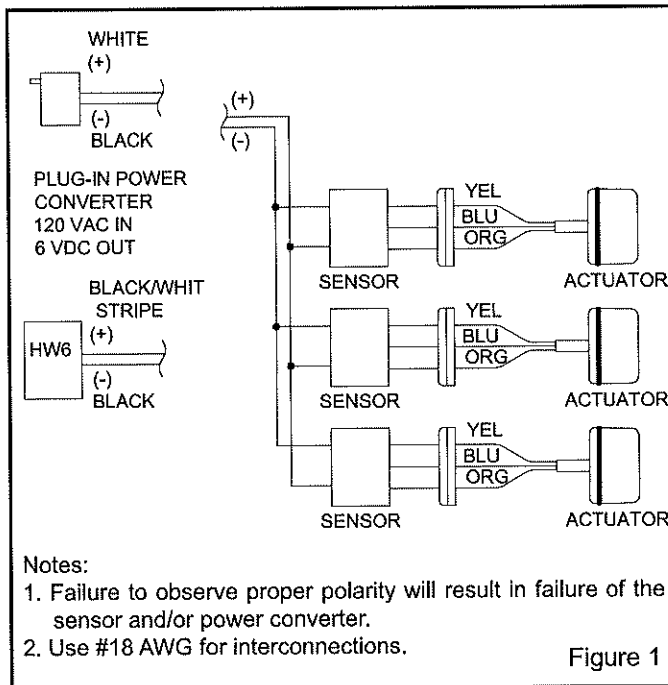 WHITE
(+)
(-)
BLACK
PLUG-IN POWER
CONVERTER
120 VAC IN
6 VDC OUT
BLACK/WHIT
STRIPE
(+)
HW6
(-)
BLACK
(+)
(-)
YEL
BLU
ORG
SENSOR
ACTUATOR
YEL
BLU
ORG
SENSOR
ACTUATOR
YEL
BLU
ORG
SENSOR
ACTUATOR
Notes:
1. Failure to observe proper polarity will result in failure of the
sensor and/or power converter.
2. Use #18 AWG for interconnections.
Figure 1